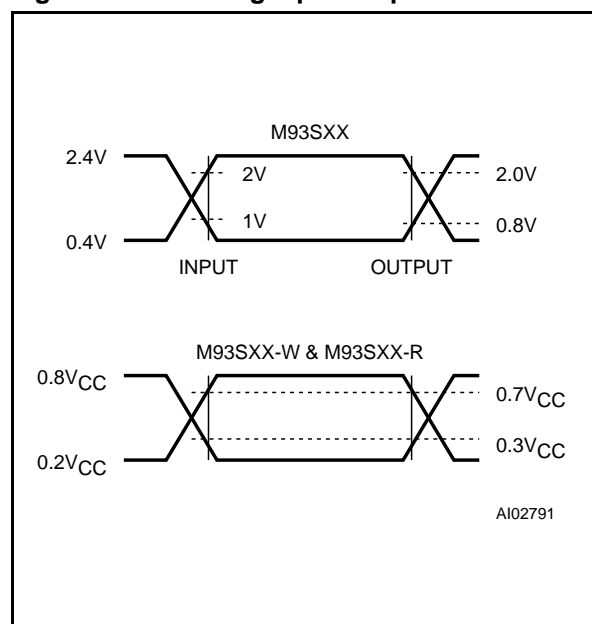 M93SXX
2.4V
2V
2.0V
1V
0.8V
0.4V
INPUT
OUTPUT
M93SXX-W & M93SXX-R
0.8VCC
0.7VCC
0.3VCC
0.2VCC
AI02791